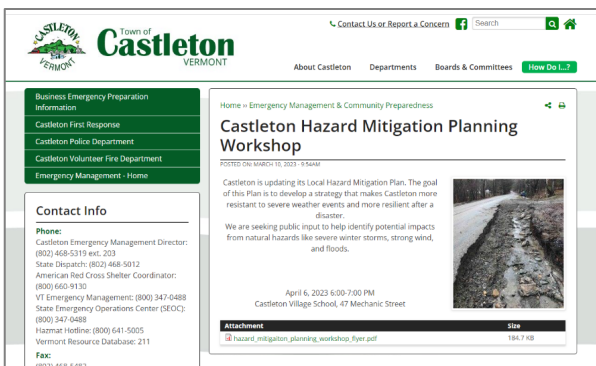 CASTLETON
VERMONT
Town of
Castleton
VERMONT
Contact Us or Report a Concern
Search
About Castleton Departments Boards & Committees How Do I...?
Business Emergency Preparation
Information
Castleton First Response
Castleton Police Department
Castleton Volunteer Fire Department
Emergency Management - Home
Contact Info
Phone:
Castleton Emergency Management Director:
(802) 468-5319 ext. 203
State Dispatch: (802) 468-5012
American Red Cross Shelter Coordinator:
(800) 660-9130
VT Emergency Management: (800) 347-0488
State Emergency Operations Center (SEOC):
(800) 347-0488
Hazmat Hotline: (800) 641-5005
Vermont Resource Database: 211
Fax:
Home » Emergency Management & Community Preparedness
Castleton Hazard Mitigation Planning
Workshop
POSTED ON: MARCH 10, 2023 - 9:54AM
Castleton is updating its Local Hazard Mitigation Plan. The goal
of this Plan is to develop a strategy that makes Castleton more
resistant to severe weather events and more resilient after a
disaster.
We are seeking public input to help identify potential impacts
from natural hazards like severe winter storms, strong wind,
and floods.
April 6, 2023 6:00-7:00 PM
Castleton Village School, 47 Mechanic Street
Attachment Size
hazard_mitigaiton_planning_workshop_flyer.pdf 184.7 KB